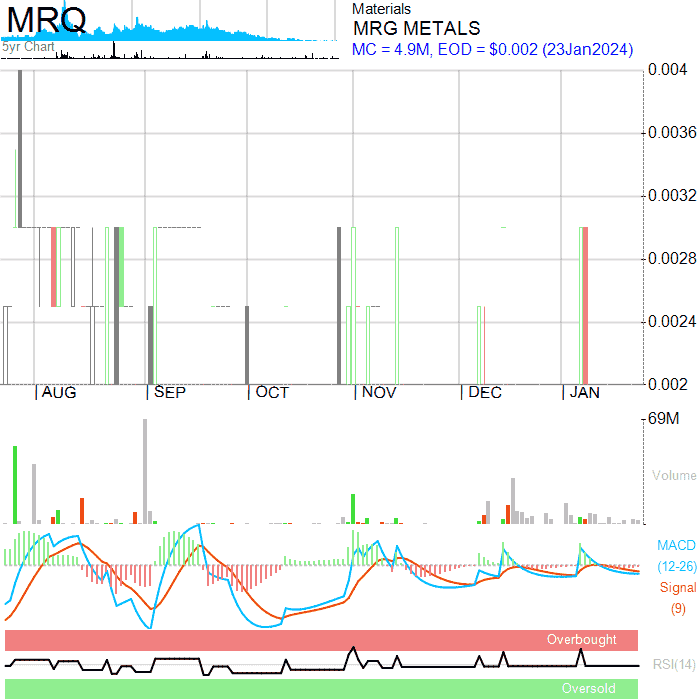 MRQ
5yr Chart
Materials
MRG METALS
MC = 4.9M, EOD = $0.002 (23Jan2024)
0.004
0.0036
0.0032
0.0028
0.0024
0.002
AUG SEP OCT NOV DEC JAN
69M
Volume
MACD
(12-26)
Signal
(9)
Overbought
RSI(14)
Oversold